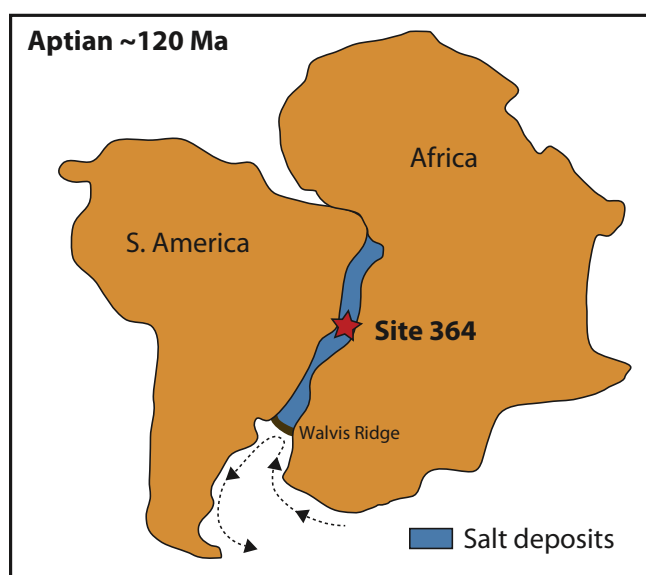 Aptian ~120 Ma
Africa
S. America
Site 364
Walvis Ridge
Salt deposits